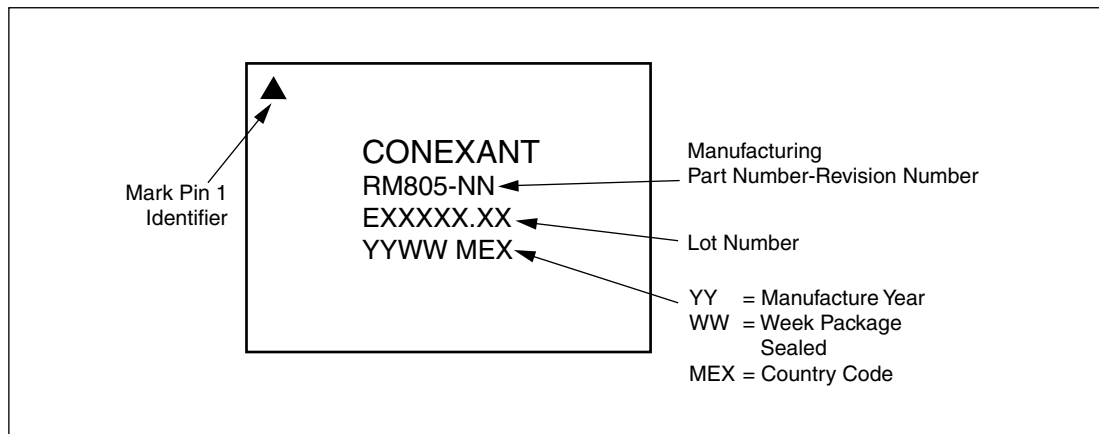 CONEXANT
RM805-NN
EXXXXX.XX
YYWW MEX
Mark Pin 1
Identifier
Manufacturing
Part Number-Revision Number
Lot Number
YY = Manufacture Year
WW = Week Package
Sealed
MEX = Country Code